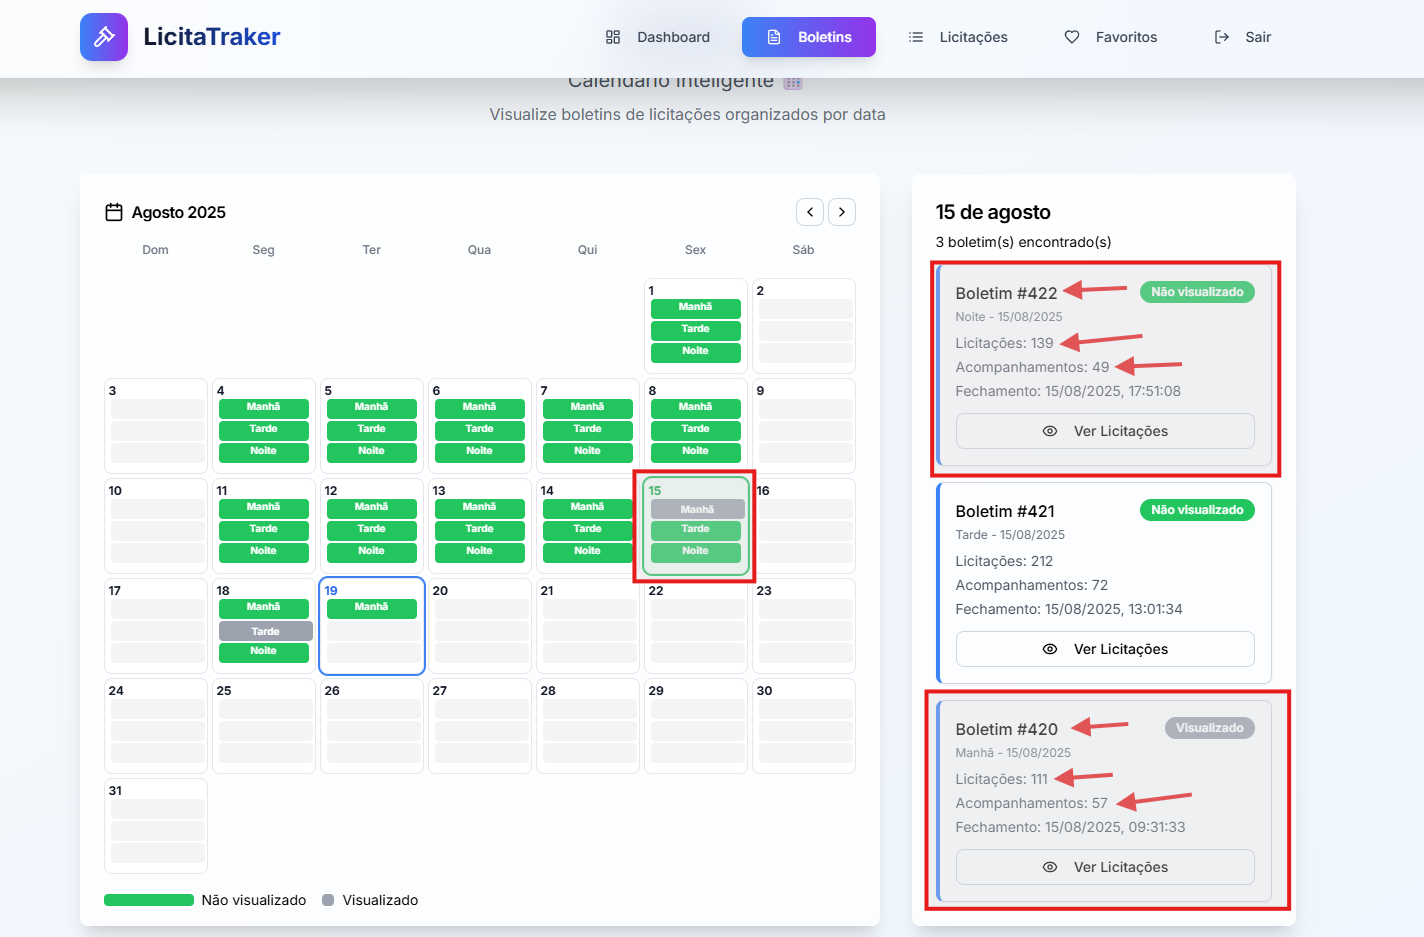 LicitaTraker
Dashboard
Boletins
Licitações
Favoritos
Sair
Calendário Inteligente
Visualize boletins de licitações organizados por data
Agosto 2025
Dom Seg Ter Qua Qui Sex Sáb
1 2
Manhã
Tarde
Noite
3 4 5 6 7 8 9
Manhã Manhã Manhã Manhã Manhã
Tarde Tarde Tarde Tarde Tarde
Noite Noite Noite Noite Noite
10 11 12 13 14 15 16
Manhã Manhã Manhã Manhã Manhã
Tarde Tarde Tarde Tarde Tarde
Noite Noite Noite Noite Noite
17 18 19 20 21 22 23
Manhã Manhã
Tarde
Noite
24 25 26 27 28 29 30
31
Não visualizado Visualizado
15 de agosto
3 boletim(s) encontrado(s)
Boletim #422 Não visualizado
Noite - 15/08/2025
Licitações: 139
Acompanhamentos: 49
Fechamento: 15/08/2025, 17:51:08
Ver Licitações
Boletim #421 Não visualizado
Tarde - 15/08/2025
Licitações: 212
Acompanhamentos: 72
Fechamento: 15/08/2025, 13:01:34
Ver Licitações
Boletim #420 Visualizado
Manhã - 15/08/2025
Licitações: 111
Acompanhamentos: 57
Fechamento: 15/08/2025, 09:31:33
Ver Licitações